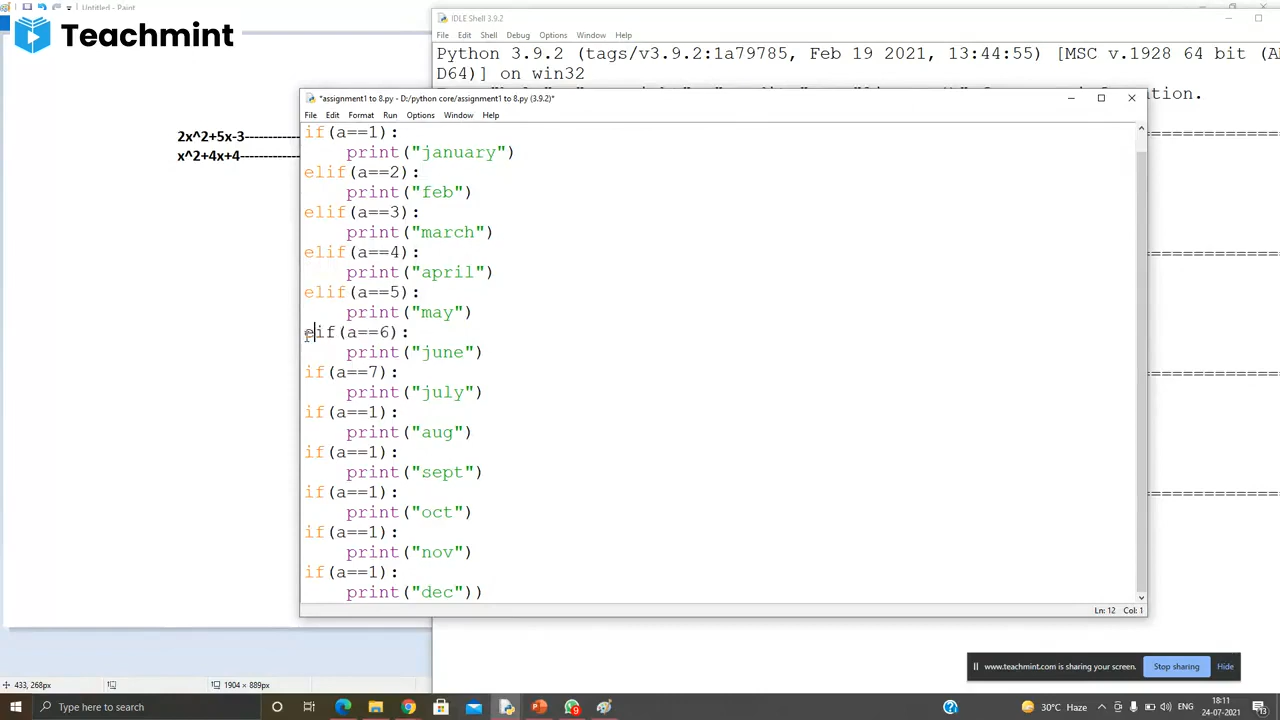 Untitled - Paint
Teachmint
IDLE Shell 3.9.2
File Edit Shell Debug Options Window Help
Python 3.9.2 (tags/v3.9.2:1a79785, Feb 19 2021, 13:44:55) [MSC v.1928 64 bit (A
D64)] on win32
*assignment1 to 8.py - D:/python core/assignment1 to 8.py (3.9.2)*
File Edit Format Run Options Window Help
2x^2+5x-3-----------
x^2+4x+4------------
if(a==1):
    print("january")
elif(a==2):
    print("feb")
elif(a==3):
    print("march")
elif(a==4):
    print("april")
elif(a==5):
    print("may")
eif(a==6):
    print("june")
if(a==7):
    print("july")
if(a==1):
    print("aug")
if(a==1):
    print("sept")
if(a==1):
    print("oct")
if(a==1):
    print("nov")
if(a==1):
    print("dec"))
Ln: 12 Col: 1
www.teachmint.com is sharing your screen. Stop sharing Hide
433, 268px 1904 × 889px
Type here to search
9
30°C Haze ENG 18:11 24-07-2021 13